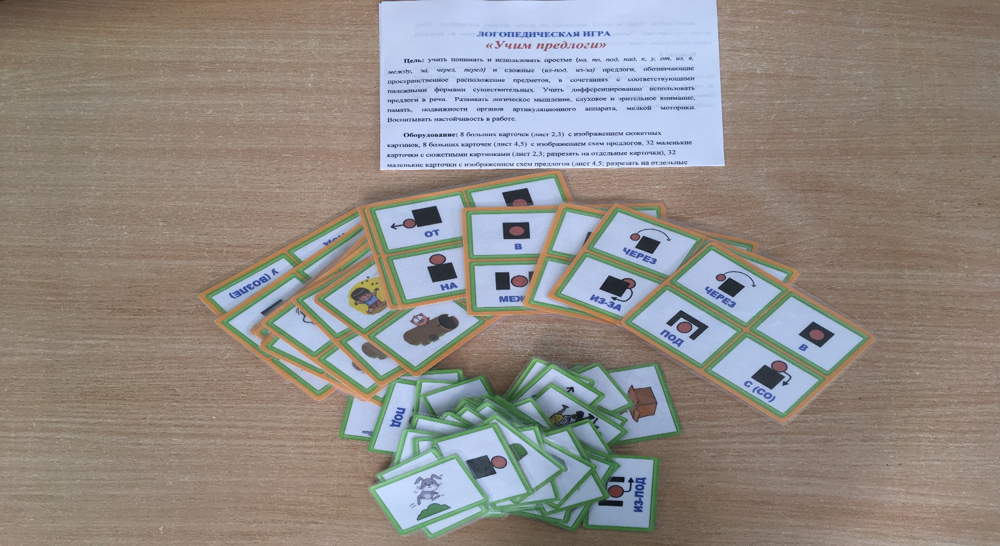 ЛОГОПЕДИЧЕСКАЯ ИГРА
«Учим предлоги»
Цель: учить понимать и использовать простые (на, по, под, над, к, у, от, из, в,
между, за, через, перед) и сложные (из-под, из-за) предлоги, обозначающие
пространственное расположение предметов, в сочетаниях с соответствующими
падежными формами существительных. Учить дифференцированно использовать
предлоги в речи. Развивать логическое мышление, слуховое и зрительное внимание,
память, подвижности органов артикуляционного аппарата, мелкой моторики.
Воспитывать настойчивость в работе.
Оборудование: 8 больших карточек (лист 2,3) с изображением сюжетных
картинок, 8 больших карточек (лист 4,5) с изображением схем предлогов, 32 маленькие
карточки с сюжетными картинками (лист 2,3; разрезать на отдельные карточки), 32
маленькие карточки с изображением схем предлогов (лист 4,5; разрезать на отдельные
У (ВОЗЛЕ)
ОТ
НА
В
МЕЖ
ЧЕРЕЗ
ИЗ-ЗА
ЧЕРЕЗ
ПОД
В
С (СО)
ПОД
ИЗ-ПОД